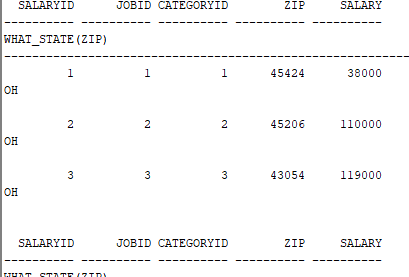 SALARYID JOBID CATEGORYID ZIP SALARY
---------- ---------- ---------- ---------- ----------
WHAT_STATE(ZIP)
--------------------------------------------------------------------------------
1 1 1 45424 38000
OH
2 2 2 45206 110000
OH
3 3 3 43054 119000
OH
SALARYID JOBID CATEGORYID ZIP SALARY
---------- ---------- ---------- ---------- ----------
WHAT_STATE(ZIP)